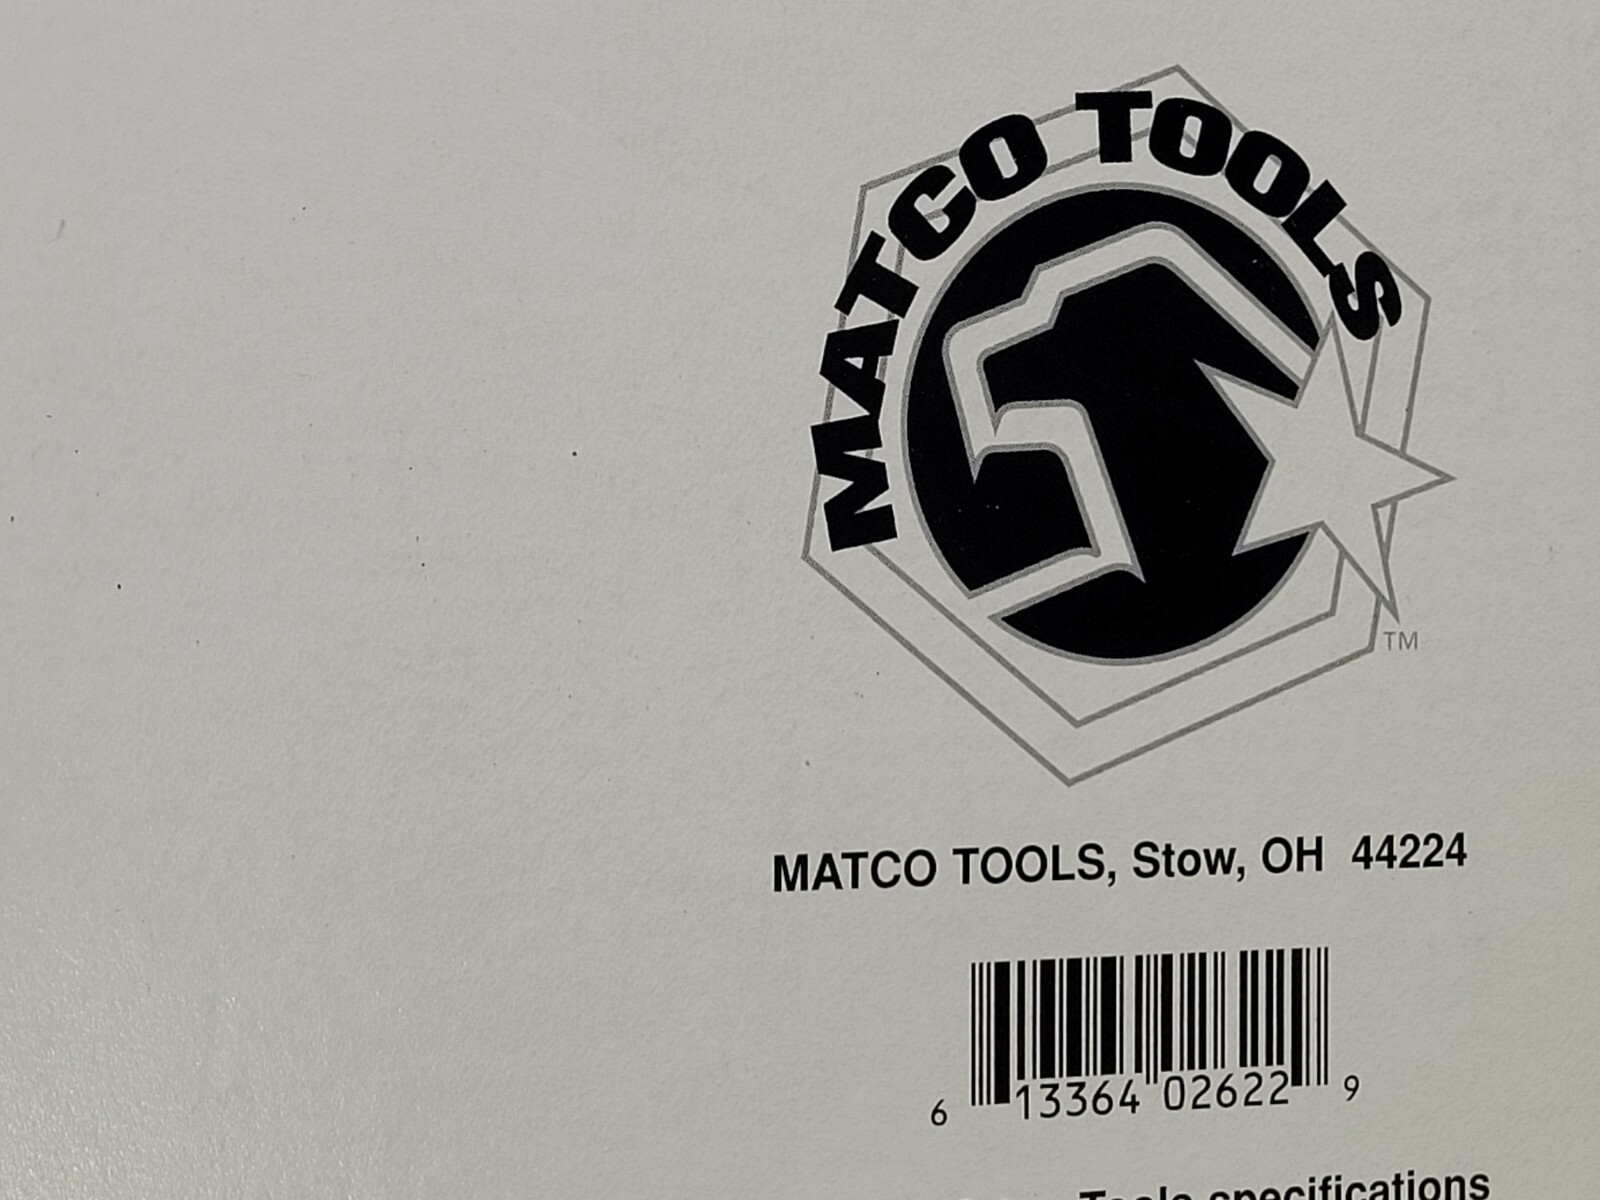 MATCO TOOLS
TM
MATCO TOOLS, Stow, OH 44224
6 13364 02622 9
Tools specifications